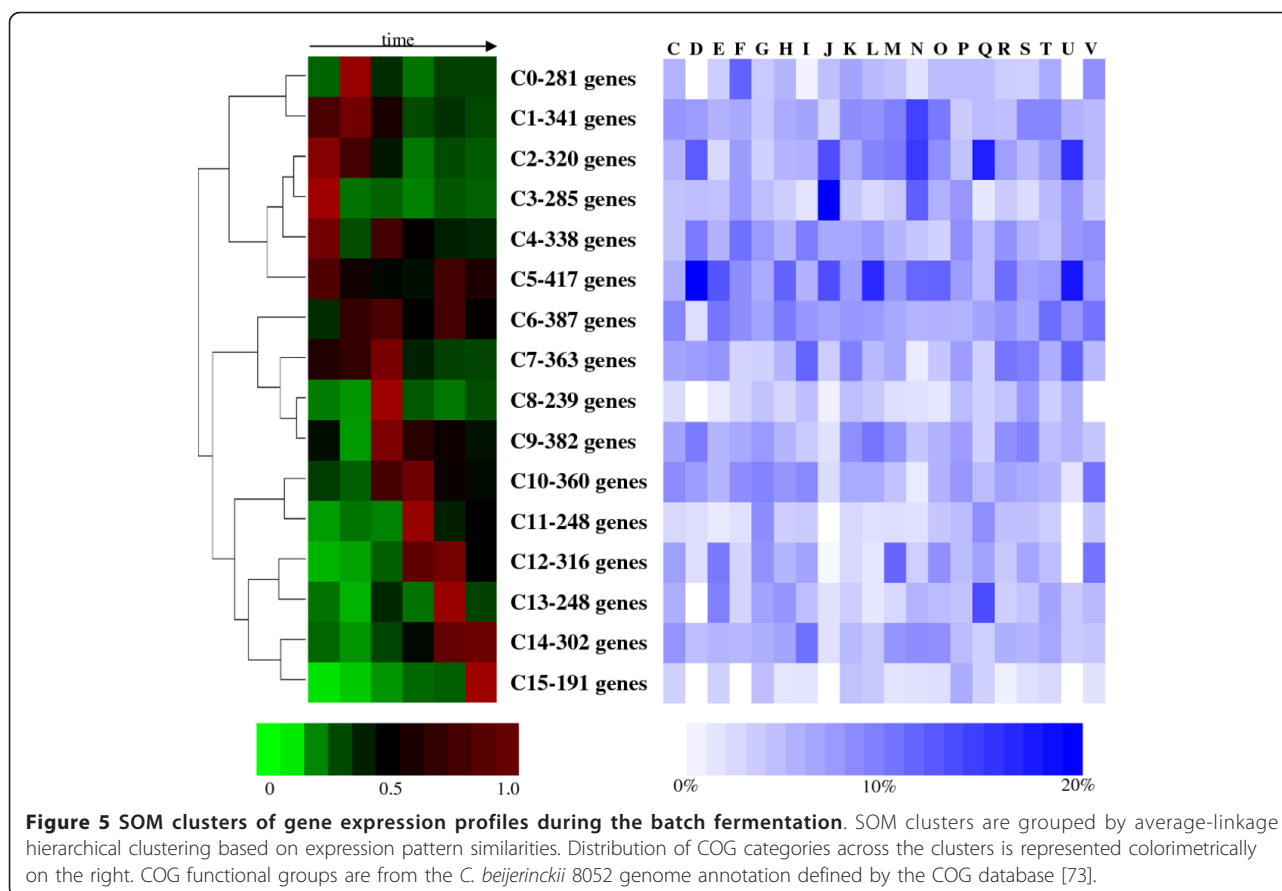 time
C D E F G H I J K L M N O P Q R S T U V
C0-281 genes
C1-341 genes
C2-320 genes
C3-285 genes
C4-338 genes
C5-417 genes
C6-387 genes
C7-363 genes
C8-239 genes
C9-382 genes
C10-360 genes
C11-248 genes
C12-316 genes
C13-248 genes
C14-302 genes
C15-191 genes
0 0.5 1.0
0% 10% 20%
Figure 5 SOM clusters of gene expression profiles during the batch fermentation. SOM clusters are grouped by average-linkage
hierarchical clustering based on expression pattern similarities. Distribution of COG categories across the clusters is represented colorimetrically
on the right. COG functional groups are from the C. beijerinckii 8052 genome annotation defined by the COG database [73].